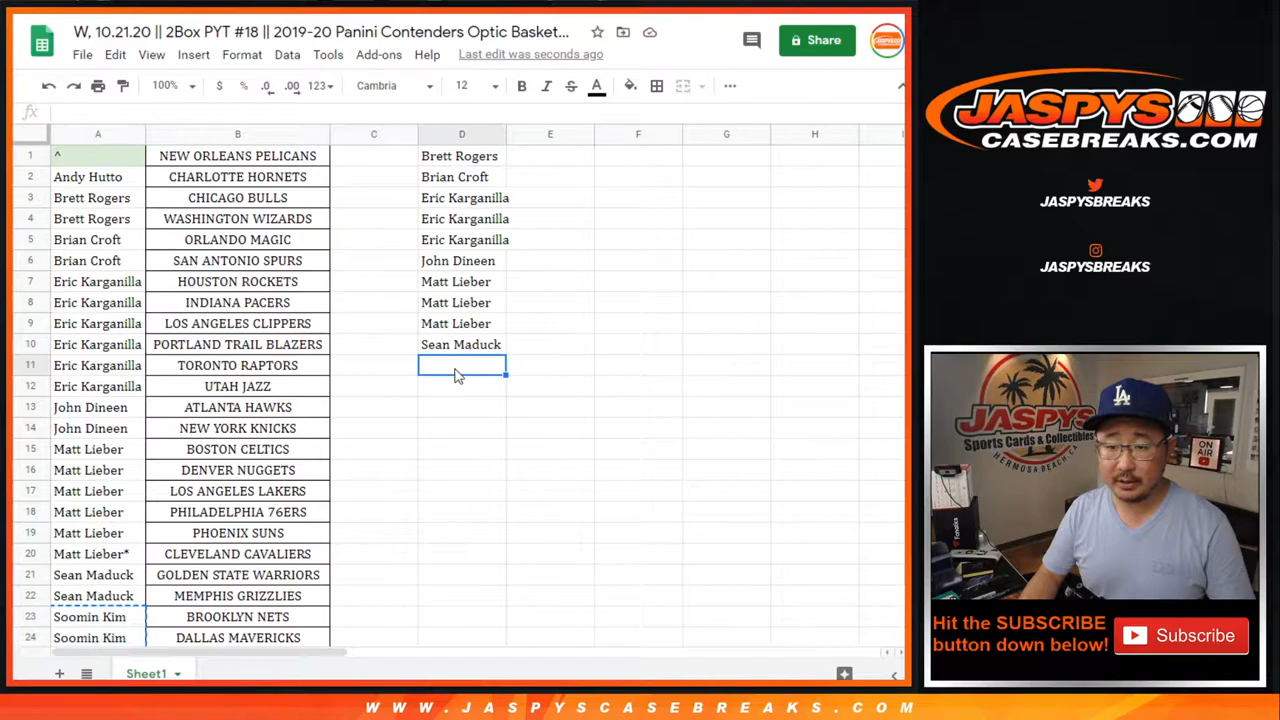 W, 10.21.20 || 2Box PYT #18 || 2019-20 Panini Contenders Optic Basket...
Share
File Edit View Insert Format Data Tools Add-ons Help Last edit was seconds ago
100% $ % .0 .00 123 Cambria 12 B I S A
fx
A B C D E F G H
1 ^ NEW ORLEANS PELICANS Brett Rogers
2 Andy Hutto CHARLOTTE HORNETS Brian Croft
3 Brett Rogers CHICAGO BULLS Eric Karganilla
4 Brett Rogers WASHINGTON WIZARDS Eric Karganilla
5 Brian Croft ORLANDO MAGIC Eric Karganilla
6 Brian Croft SAN ANTONIO SPURS John Dineen
7 Eric Karganilla HOUSTON ROCKETS Matt Lieber
8 Eric Karganilla INDIANA PACERS Matt Lieber
9 Eric Karganilla LOS ANGELES CLIPPERS Matt Lieber
10 Eric Karganilla PORTLAND TRAIL BLAZERS Sean Maduck
11 Eric Karganilla TORONTO RAPTORS
12 Eric Karganilla UTAH JAZZ
13 John Dineen ATLANTA HAWKS
14 John Dineen NEW YORK KNICKS
15 Matt Lieber BOSTON CELTICS
16 Matt Lieber DENVER NUGGETS
17 Matt Lieber LOS ANGELES LAKERS
18 Matt Lieber PHILADELPHIA 76ERS
19 Matt Lieber PHOENIX SUNS
20 Matt Lieber* CLEVELAND CAVALIERS
21 Sean Maduck GOLDEN STATE WARRIORS
22 Sean Maduck MEMPHIS GRIZZLIES
23 Soomin Kim BROOKLYN NETS
24 Soomin Kim DALLAS MAVERICKS
Sheet1
JASPYS
CASEBREAKS.COM
JASPYSBREAKS
JASPYSBREAKS
JASPYS
Sports Cards & Collectibles
HERMOSA BEACH CA
ON AIR
LA
Fanatics
Hit the SUBSCRIBE
button down below!
Subscribe
WWW.JASPYSCASEBREAKS.COM